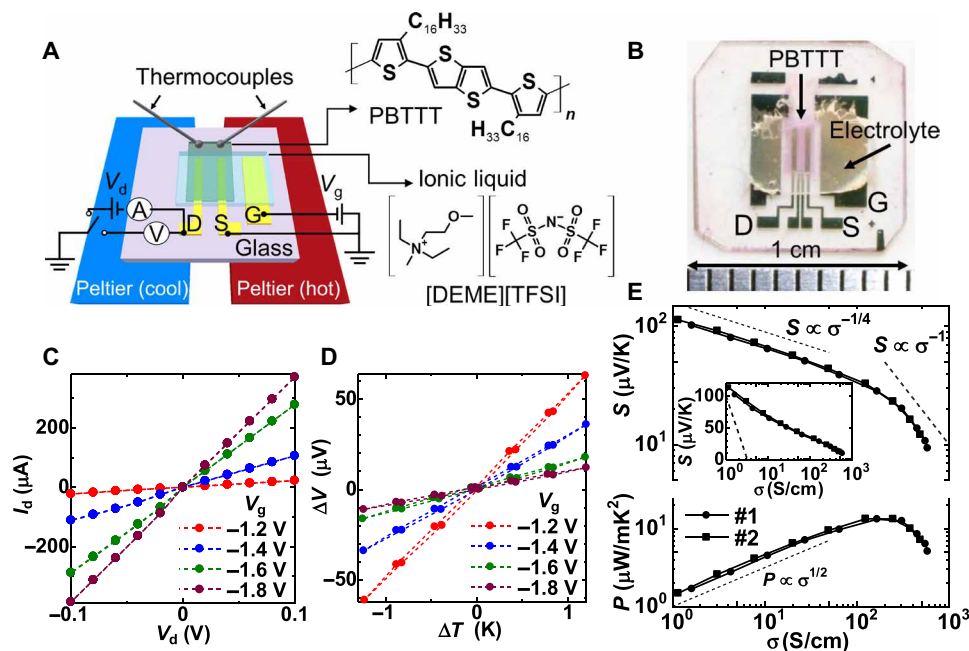 A
Thermocouples
C16H33
S
S
S
S
n
H33C16
PBTTT
Ionic liquid
Vd
A
V
D
S
G
Vg
Glass
Peltier (cool)
Peltier (hot)
N+
O
F
F
F
S
O
O
N−
S
O
O
F
F
F
[DEME][TFSI]
B
PBTTT
Electrolyte
G
D
S
1 cm
C
Id (μA)
200
0
−200
−0.1
0.0
0.1
Vd (V)
Vg
−1.2 V
−1.4 V
−1.6 V
−1.8 V
D
ΔV (μV)
50
0
−50
−1
0
1
ΔT (K)
Vg
−1.2 V
−1.4 V
−1.6 V
−1.8 V
E
S (μV/K)
10²
10¹
S ∝ σ−1/4
S ∝ σ−1
S (μV/K)
100
50
0
10⁰ 10¹ 10² 10³
σ (S/cm)
P (μW/mK²)
10¹
10⁰
#1
#2
P ∝ σ1/2
10⁰ 10¹ 10² 10³
σ (S/cm)